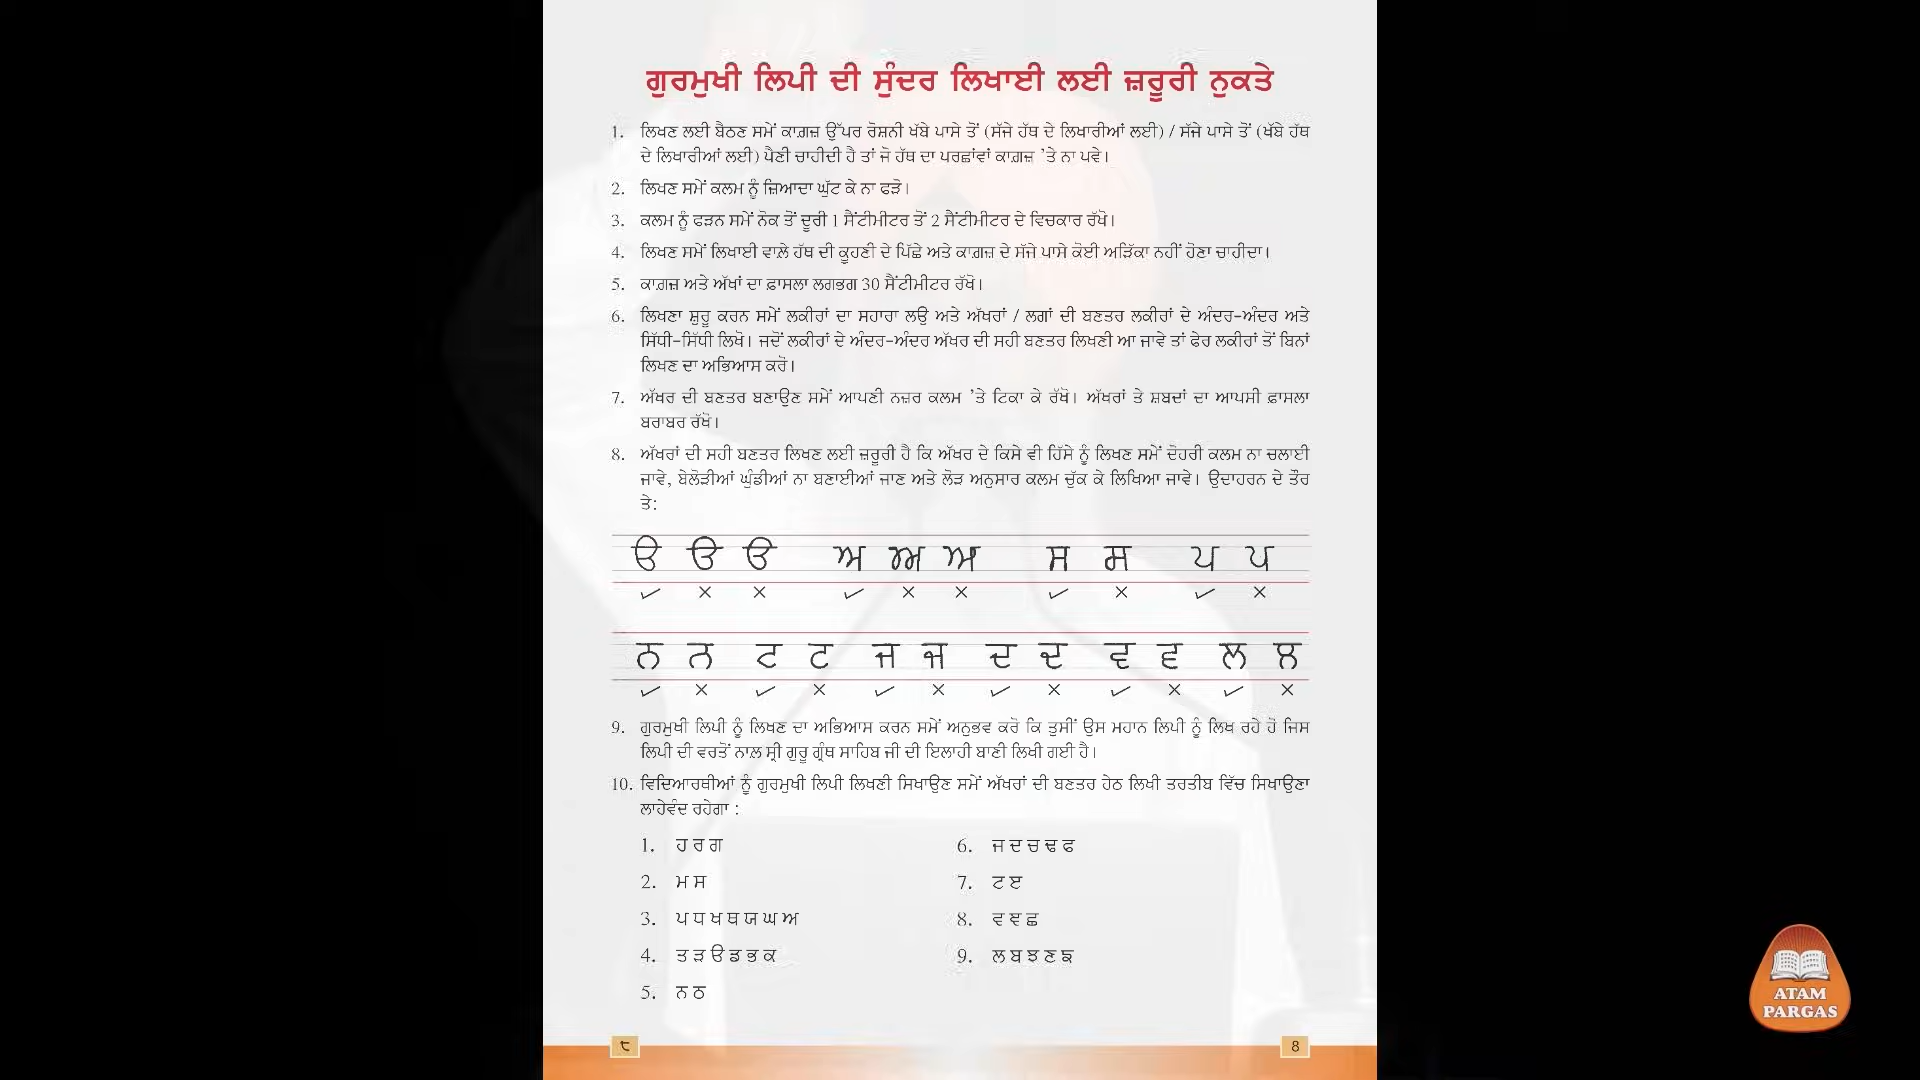 ਗੁਰਮੁਖੀ ਲਿਪੀ ਦੀ ਸੁੰਦਰ ਲਿਖਾਈ ਲਈ ਜ਼ਰੂਰੀ ਨੁਕਤੇ
1. ਲਿਖਣ ਲਈ ਬੈਠਣ ਸਮੇਂ ਕਾਗ਼ਜ਼ ਉੱਪਰ ਰੋਸ਼ਨੀ ਖੱਬੇ ਪਾਸੇ ਤੋਂ (ਸੱਜੇ ਹੱਥ ਦੇ ਲਿਖਾਰੀਆਂ ਲਈ) / ਸੱਜੇ ਪਾਸੇ ਤੋਂ (ਖੱਬੇ ਹੱਥ
ਦੇ ਲਿਖਾਰੀਆਂ ਲਈ) ਪੈਣੀ ਚਾਹੀਦੀ ਹੈ ਤਾਂ ਜੋ ਹੱਥ ਦਾ ਪਰਛਾਂਵਾਂ ਕਾਗ਼ਜ਼ ’ਤੇ ਨਾ ਪਵੇ।
2. ਲਿਖਣ ਸਮੇਂ ਕਲਮ ਨੂੰ ਜ਼ਿਆਦਾ ਘੁੱਟ ਕੇ ਨਾ ਫੜੋ।
3. ਕਲਮ ਨੂੰ ਫੜਨ ਸਮੇਂ ਨੋਕ ਤੋਂ ਦੂਰੀ 1 ਸੈਂਟੀਮੀਟਰ ਤੋਂ 2 ਸੈਂਟੀਮੀਟਰ ਦੇ ਵਿਚਕਾਰ ਰੱਖੋ।
4. ਲਿਖਣ ਸਮੇਂ ਲਿਖਾਈ ਵਾਲੇ ਹੱਥ ਦੀ ਕੂਹਣੀ ਦੇ ਪਿੱਛੇ ਅਤੇ ਕਾਗ਼ਜ਼ ਦੇ ਸੱਜੇ ਪਾਸੇ ਕੋਈ ਅੜਿੱਕਾ ਨਹੀਂ ਹੋਣਾ ਚਾਹੀਦਾ।
5. ਕਾਗ਼ਜ਼ ਅਤੇ ਅੱਖਾਂ ਦਾ ਫ਼ਾਸਲਾ ਲਗਭਗ 30 ਸੈਂਟੀਮੀਟਰ ਰੱਖੋ।
6. ਲਿਖਣਾ ਸ਼ੁਰੂ ਕਰਨ ਸਮੇਂ ਲਕੀਰਾਂ ਦਾ ਸਹਾਰਾ ਲਉ ਅਤੇ ਅੱਖਰਾਂ / ਲਗਾਂ ਦੀ ਬਣਤਰ ਲਕੀਰਾਂ ਦੇ ਅੰਦਰ-ਅੰਦਰ ਅਤੇ
ਸਿੱਧੀ-ਸਿੱਧੀ ਲਿਖੋ। ਜਦੋਂ ਲਕੀਰਾਂ ਦੇ ਅੰਦਰ-ਅੰਦਰ ਅੱਖਰ ਦੀ ਸਹੀ ਬਣਤਰ ਲਿਖਣੀ ਆ ਜਾਵੇ ਤਾਂ ਫੇਰ ਲਕੀਰਾਂ ਤੋਂ ਬਿਨਾਂ
ਲਿਖਣ ਦਾ ਅਭਿਆਸ ਕਰੋ।
7. ਅੱਖਰ ਦੀ ਬਣਤਰ ਬਣਾਉਣ ਸਮੇਂ ਆਪਣੀ ਨਜ਼ਰ ਕਲਮ ’ਤੇ ਟਿਕਾ ਕੇ ਰੱਖੋ। ਅੱਖਰਾਂ ਤੇ ਸ਼ਬਦਾਂ ਦਾ ਆਪਸੀ ਫ਼ਾਸਲਾ
ਬਰਾਬਰ ਰੱਖੋ।
8. ਅੱਖਰਾਂ ਦੀ ਸਹੀ ਬਣਤਰ ਲਿਖਣ ਲਈ ਜ਼ਰੂਰੀ ਹੈ ਕਿ ਅੱਖਰ ਦੇ ਕਿਸੇ ਵੀ ਹਿੱਸੇ ਨੂੰ ਲਿਖਣ ਸਮੇਂ ਦੋਹਰੀ ਕਲਮ ਨਾ ਚਲਾਈ
ਜਾਵੇ, ਬੇਲੋੜੀਆਂ ਘੁੰਡੀਆਂ ਨਾ ਬਣਾਈਆਂ ਜਾਣ ਅਤੇ ਲੋੜ ਅਨੁਸਾਰ ਕਲਮ ਚੁੱਕ ਕੇ ਲਿਖਿਆ ਜਾਵੇ। ਉਦਾਹਰਨ ਦੇ ਤੌਰ
ਤੇ:
ੳ ੳ ੳ ਅ ਅ ਅ ਸ ਸ ਪ ਪ
✓ × × ✓ × × ✓ × ✓ ×
ਨ ਨ ਟ ਟ ਜ ਜ ਦ ਦ ਵ ਵ ਲ ਲ
✓ × ✓ × ✓ × ✓ × ✓ × ✓ ×
9. ਗੁਰਮੁਖੀ ਲਿਪੀ ਨੂੰ ਲਿਖਣ ਦਾ ਅਭਿਆਸ ਕਰਨ ਸਮੇਂ ਅਨੁਭਵ ਕਰੋ ਕਿ ਤੁਸੀਂ ਉਸ ਮਹਾਨ ਲਿਪੀ ਨੂੰ ਲਿਖ ਰਹੇ ਹੋ ਜਿਸ
ਲਿਪੀ ਦੀ ਵਰਤੋਂ ਨਾਲ ਸ੍ਰੀ ਗੁਰੂ ਗ੍ਰੰਥ ਸਾਹਿਬ ਜੀ ਦੀ ਇਲਾਹੀ ਬਾਣੀ ਲਿਖੀ ਗਈ ਹੈ।
10. ਵਿਦਿਆਰਥੀਆਂ ਨੂੰ ਗੁਰਮੁਖੀ ਲਿਪੀ ਲਿਖਣੀ ਸਿਖਾਉਣ ਸਮੇਂ ਅੱਖਰਾਂ ਦੀ ਬਣਤਰ ਹੇਠ ਲਿਖੀ ਤਰਤੀਬ ਵਿੱਚ ਸਿਖਾਉਣਾ
ਲਾਹੇਵੰਦ ਰਹੇਗਾ :
1. ਹ ਰ ਗ
2. ਮ ਸ
3. ਪ ਧ ਖ ਥ ਯ ਘ ਅ
4. ਤ ੜ ੳ ਡ ਭ ਕ
5. ਨ ਠ
6. ਜ ਦ ਚ ਢ ਫ
7. ਟ ੲ
8. ਵ ਞ ਛ
9. ਲ ਬ ਝ ਣ ਙ
੮
8
ATAM
PARGAS